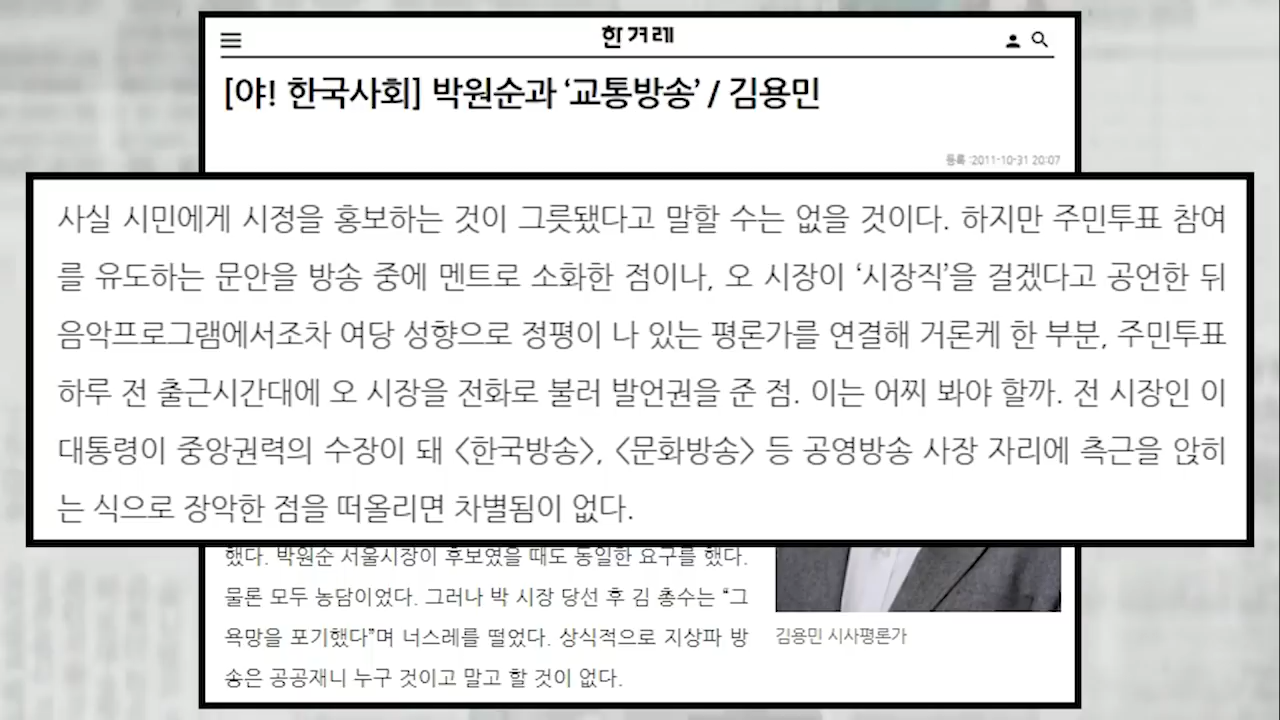 한겨레
[야! 한국사회] 박원순과 ‘교통방송’ / 김용민
등록 :2011-10-31 20:07
사실 시민에게 시정을 홍보하는 것이 그릇됐다고 말할 수는 없을 것이다. 하지만 주민투표 참여
를 유도하는 문안을 방송 중에 멘트로 소화한 점이나, 오 시장이 ‘시장직’을 걸겠다고 공언한 뒤
음악프로그램에서조차 여당 성향으로 정평이 나 있는 평론가를 연결해 거론케 한 부분, 주민투표
하루 전 출근시간대에 오 시장을 전화로 불러 발언권을 준 점. 이는 어찌 봐야 할까. 전 시장인 이
대통령이 중앙권력의 수장이 돼 <한국방송>, <문화방송> 등 공영방송 사장 자리에 측근을 앉히
는 식으로 장악한 점을 떠올리면 차별됨이 없다.
했다. 박원순 서울시장이 후보였을 때도 동일한 요구를 했다.
물론 모두 농담이었다. 그러나 박 시장 당선 후 김 총수는 “그
욕망을 포기했다”며 너스레를 떨었다. 상식적으로 지상파 방
송은 공공재니 누구 것이고 말고 할 것이 없다.
김용민 시사평론가